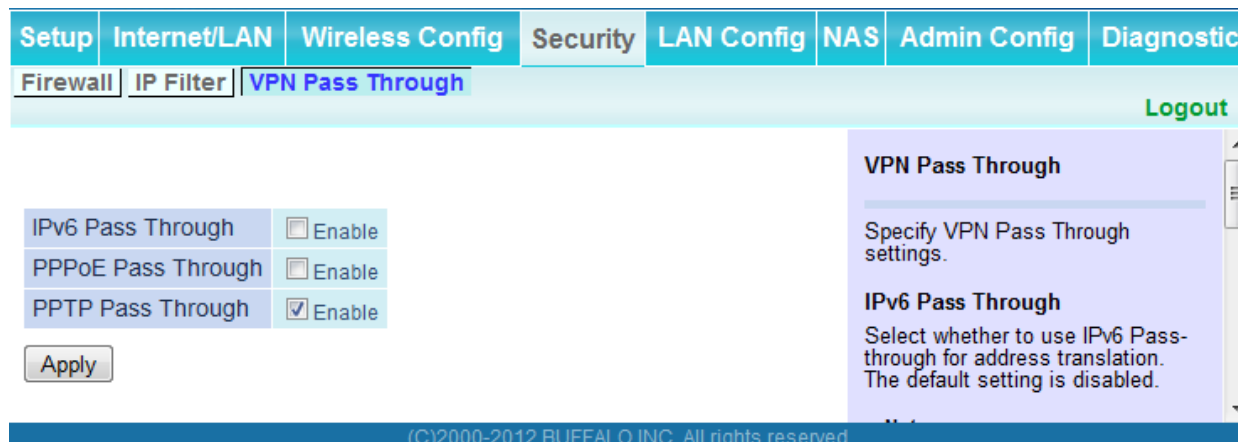 Setup Internet/LAN Wireless Config Security LAN Config NAS Admin Config Diagnostic
Firewall IP Filter VPN Pass Through
Logout
IPv6 Pass Through Enable
PPPoE Pass Through Enable
PPTP Pass Through Enable
Apply
VPN Pass Through
Specify VPN Pass Through
settings.
IPv6 Pass Through
Select whether to use IPv6 Pass-
through for address translation.
The default setting is disabled.
(C)2000-2012 BUFFALO INC. All rights reserved.